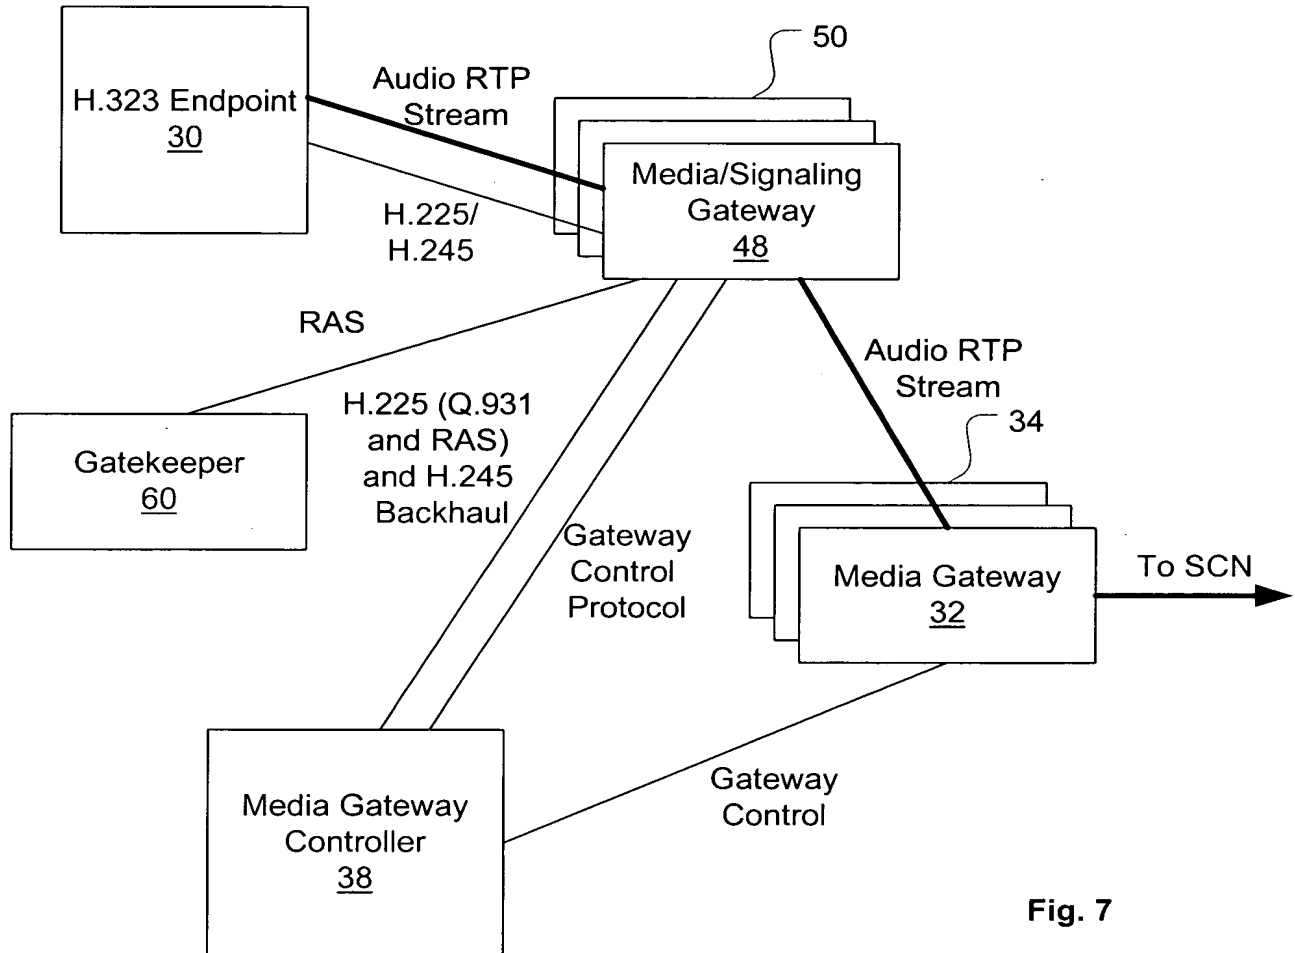 50
Audio RTP
Stream
H.323 Endpoint
30
Media/Signaling
Gateway
48
H.225/
H.245
RAS
Audio RTP
Stream
H.225 (Q.931
and RAS)
and H.245
Backhaul
34
Gatekeeper
60
Gateway
Control
Protocol
Media Gateway
32
To SCN
Gateway
Control
Media Gateway
Controller
38
Fig. 7